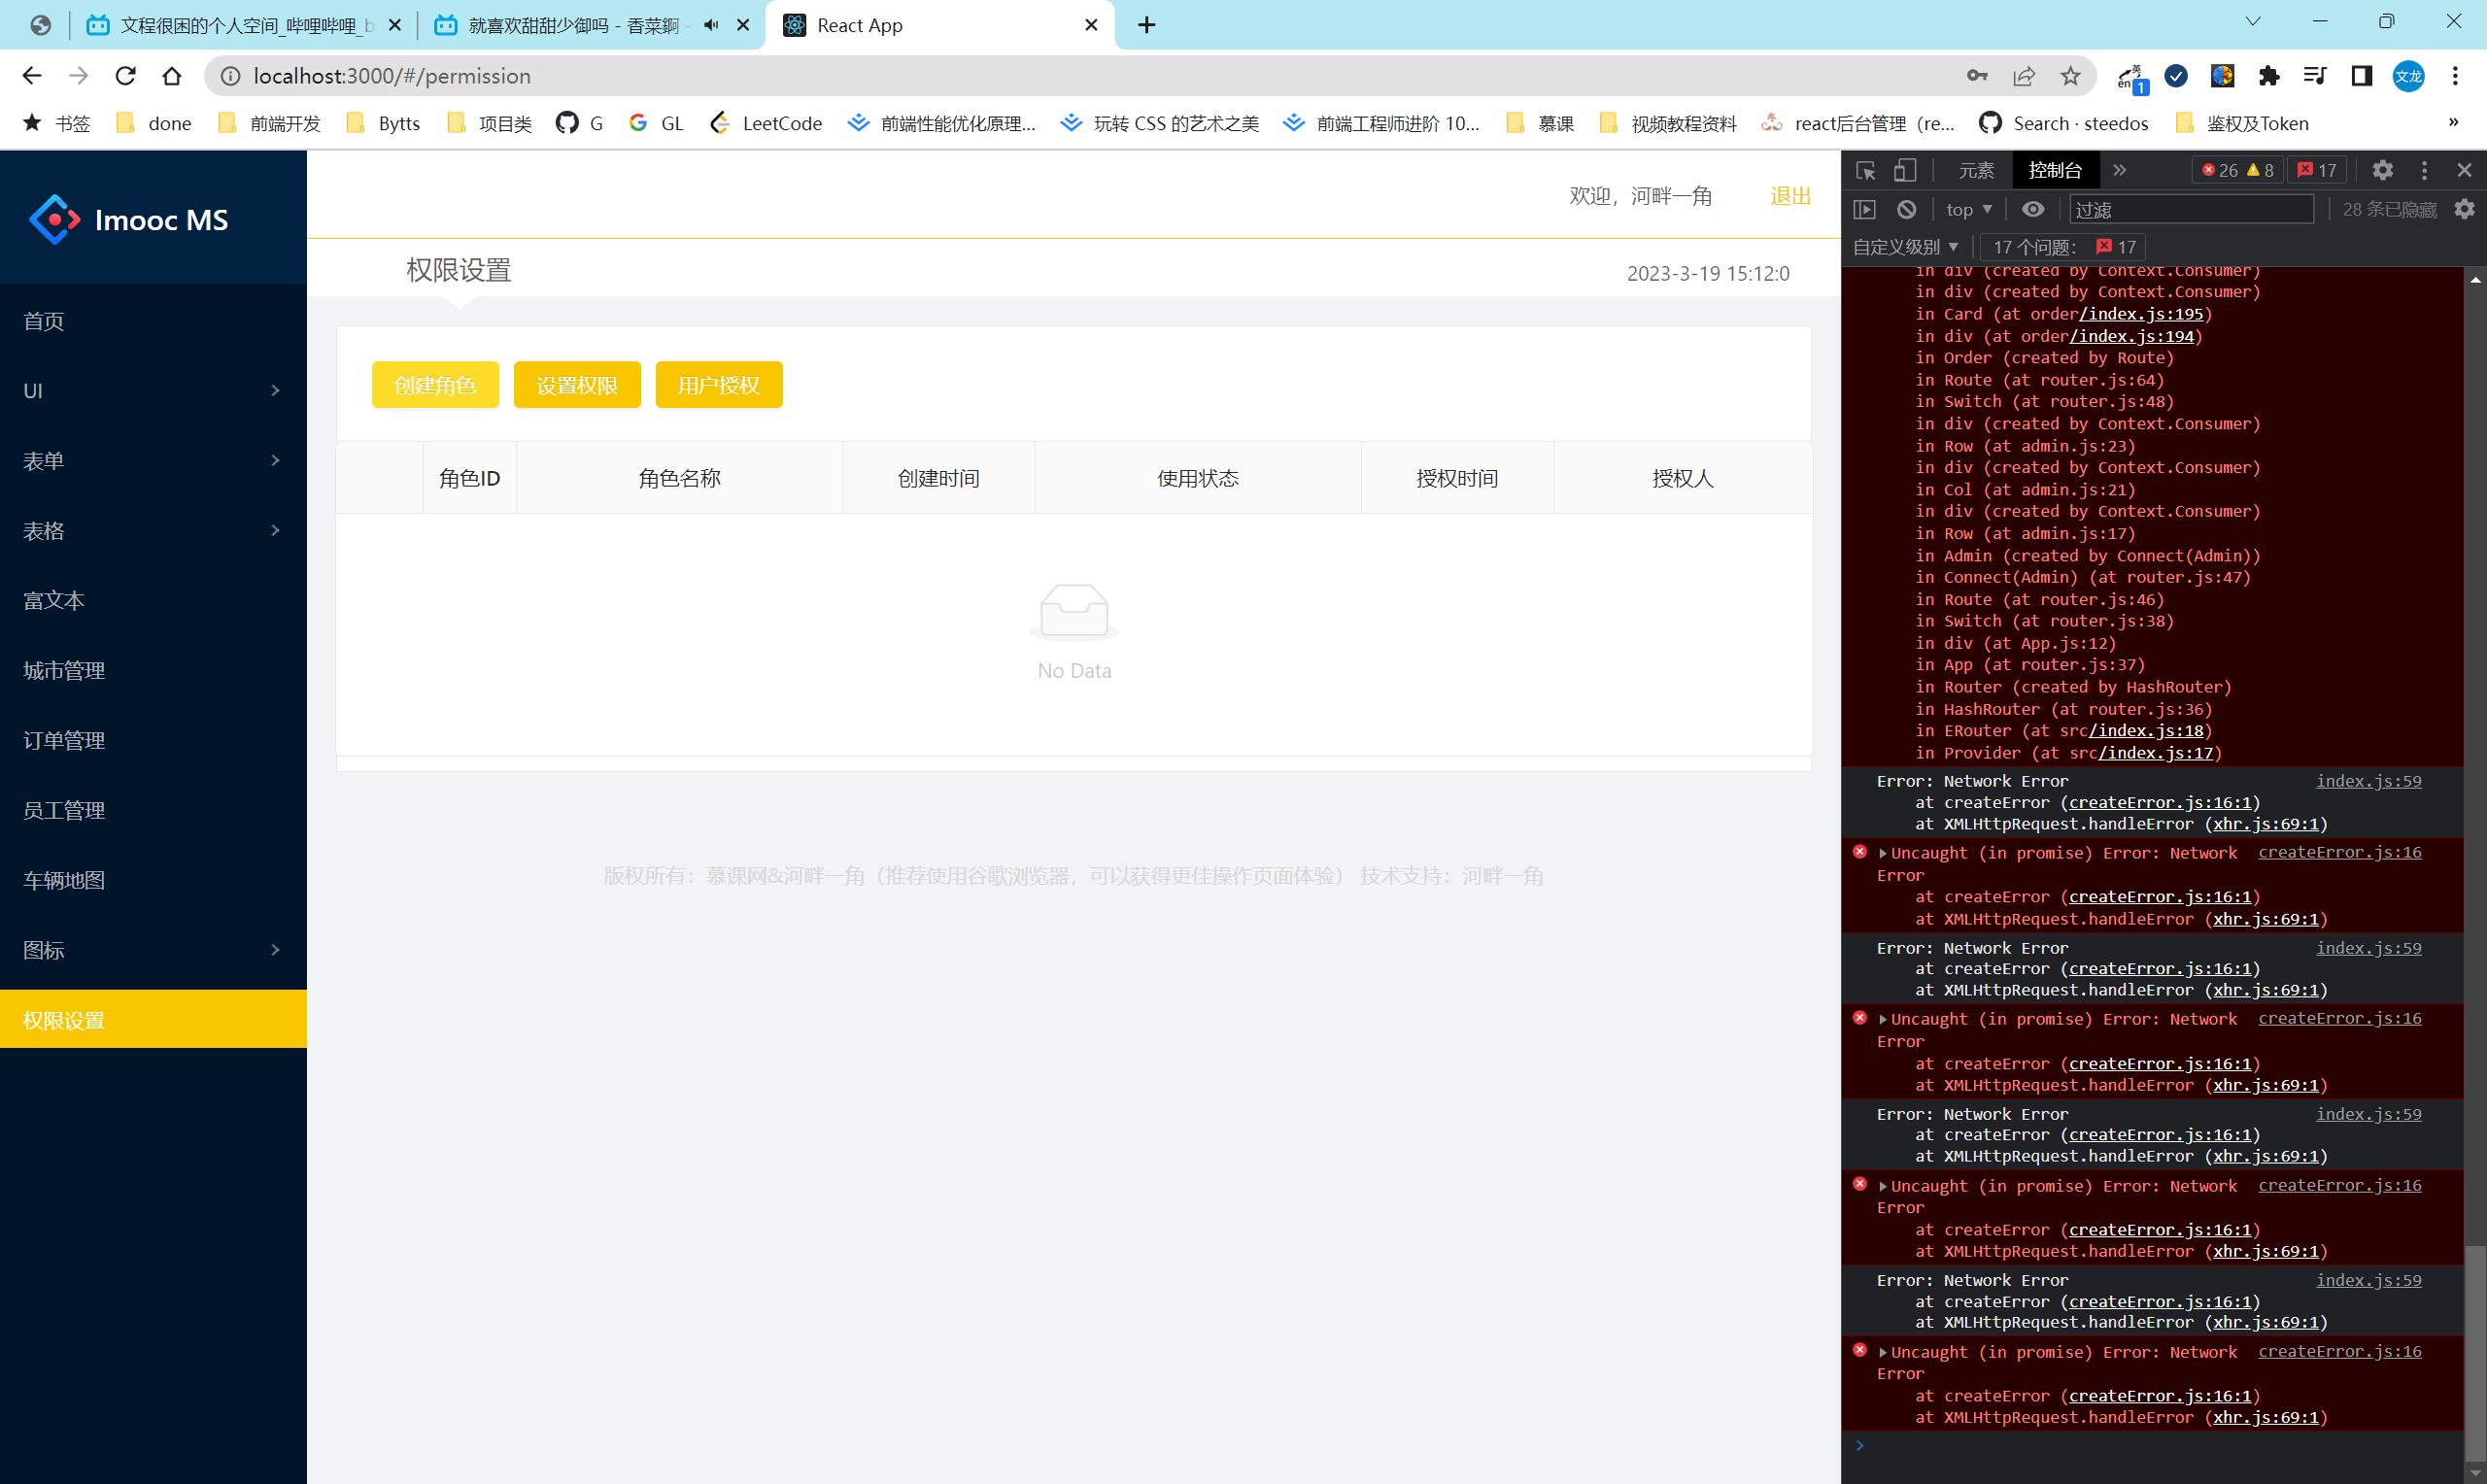 文程很困的个人空间_哔哩哔哩_b
就喜欢甜甜少御吗 - 香菜鋼 -
React App
localhost:3000/#/permission
en 英 1
文龙
书签
done
前端开发
Bytts
项目类
G
GL
LeetCode
前端性能优化原理...
玩转 CSS 的艺术之美
前端工程师进阶 10...
慕课
视频教程资料
react后台管理（re...
Search · steedos
鉴权及Token
»
Imooc MS
首页
UI
表单
表格
富文本
城市管理
订单管理
员工管理
车辆地图
图标
权限设置
欢迎，河畔一角
退出
权限设置
2023-3-19 15:12:0
创建角色
设置权限
用户授权
角色ID
角色名称
创建时间
使用状态
授权时间
授权人
No Data
版权所有：慕课网&河畔一角（推荐使用谷歌浏览器，可以获得更佳操作页面体验） 技术支持：河畔一角
元素
控制台
»
26 8 17
top
过滤
28 条已隐藏
自定义级别
17 个问题： 17
in div (created by Context.Consumer)
in div (created by Context.Consumer)
in Card (at order/index.js:195)
in div (at order/index.js:194)
in Order (created by Route)
in Route (at router.js:64)
in Switch (at router.js:48)
in div (created by Context.Consumer)
in Row (at admin.js:23)
in div (created by Context.Consumer)
in Col (at admin.js:21)
in div (created by Context.Consumer)
in Row (at admin.js:17)
in Admin (created by Connect(Admin))
in Connect(Admin) (at router.js:47)
in Route (at router.js:46)
in Switch (at router.js:38)
in div (at App.js:12)
in App (at router.js:37)
in Router (created by HashRouter)
in HashRouter (at router.js:36)
in ERouter (at src/index.js:18)
in Provider (at src/index.js:17)
Error: Network Error index.js:59
at createError (createError.js:16:1)
at XMLHttpRequest.handleError (xhr.js:69:1)
Uncaught (in promise) Error: Network createError.js:16
Error
at createError (createError.js:16:1)
at XMLHttpRequest.handleError (xhr.js:69:1)
Error: Network Error index.js:59
at createError (createError.js:16:1)
at XMLHttpRequest.handleError (xhr.js:69:1)
Uncaught (in promise) Error: Network createError.js:16
Error
at createError (createError.js:16:1)
at XMLHttpRequest.handleError (xhr.js:69:1)
Error: Network Error index.js:59
at createError (createError.js:16:1)
at XMLHttpRequest.handleError (xhr.js:69:1)
Uncaught (in promise) Error: Network createError.js:16
Error
at createError (createError.js:16:1)
at XMLHttpRequest.handleError (xhr.js:69:1)
Error: Network Error index.js:59
at createError (createError.js:16:1)
at XMLHttpRequest.handleError (xhr.js:69:1)
Uncaught (in promise) Error: Network createError.js:16
Error
at createError (createError.js:16:1)
at XMLHttpRequest.handleError (xhr.js:69:1)